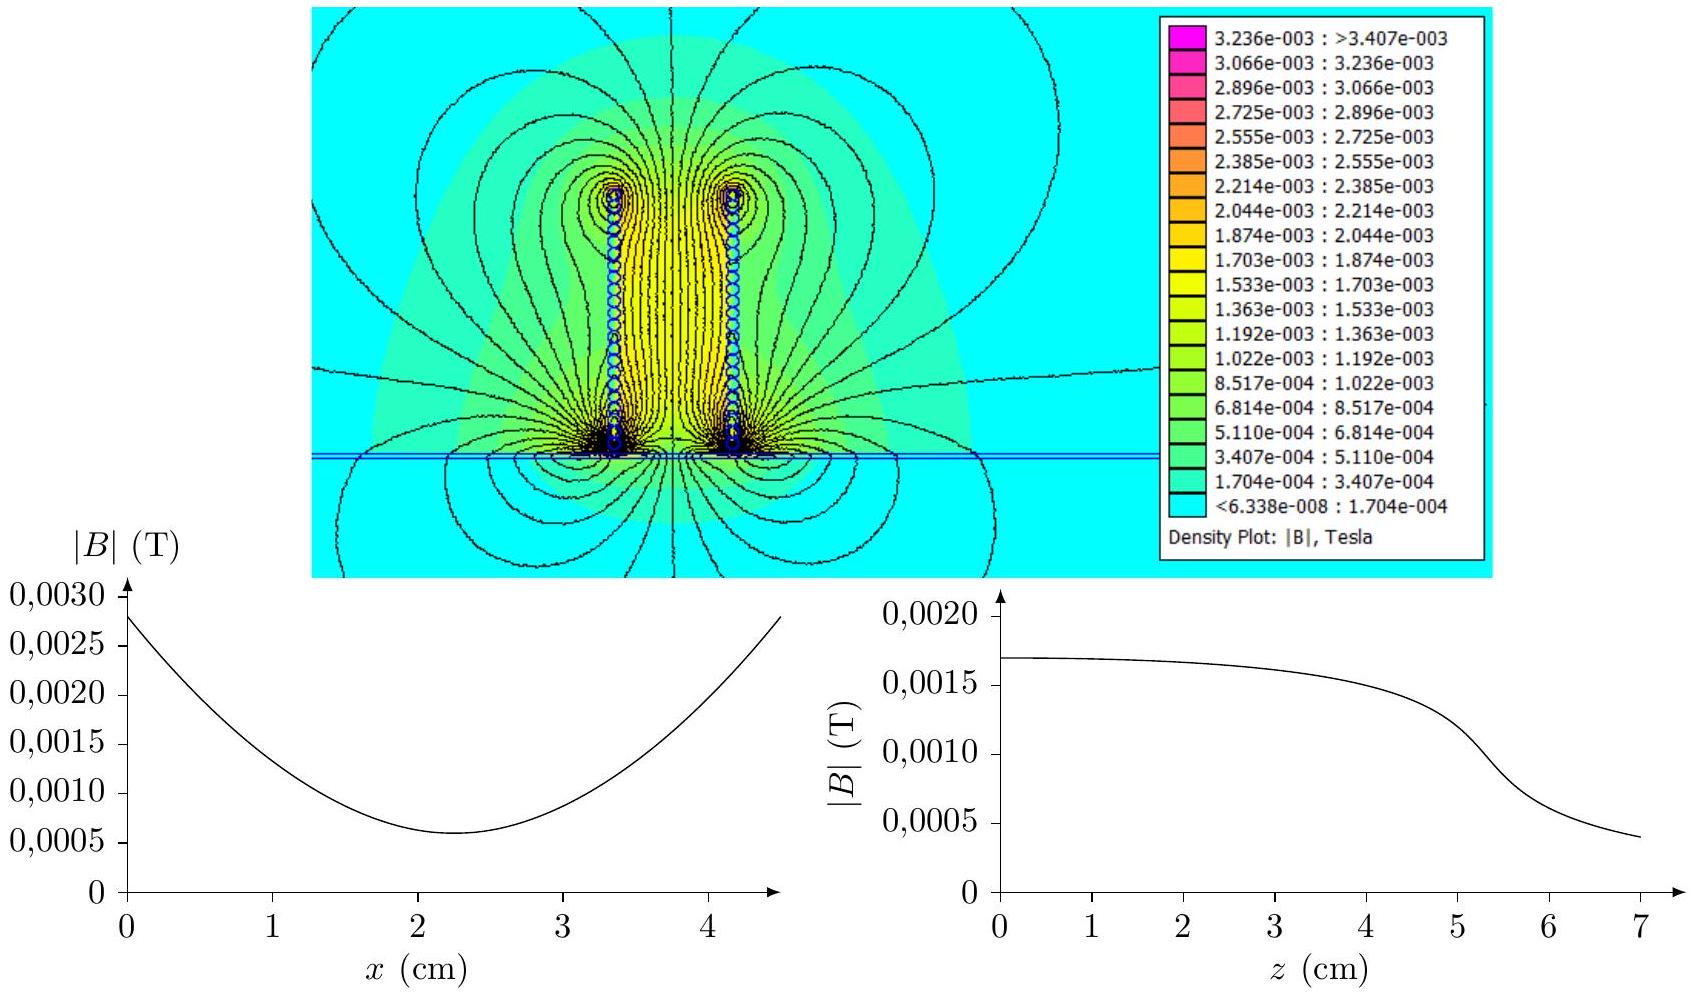 3.236e-003 : >3.407e-003
3.066e-003 : 3.236e-003
2.896e-003 : 3.066e-003
2.725e-003 : 2.896e-003
2.555e-003 : 2.725e-003
2.385e-003 : 2.555e-003
2.214e-003 : 2.385e-003
2.044e-003 : 2.214e-003
1.874e-003 : 2.044e-003
1.703e-003 : 1.874e-003
1.533e-003 : 1.703e-003
1.363e-003 : 1.533e-003
1.192e-003 : 1.363e-003
1.022e-003 : 1.192e-003
8.517e-004 : 1.022e-003
6.814e-004 : 8.517e-004
5.110e-004 : 6.814e-004
3.407e-004 : 5.110e-004
1.704e-004 : 3.407e-004
<6.338e-008 : 1.704e-004
Density Plot: |B|, Tesla
|B| (T)
0,0030
0,0025
0,0020
0,0015
0,0010
0,0005
0
0 1 2 3 4
x (cm)
|B| (T)
0,0020
0,0015
0,0010
0,0005
0
0 1 2 3 4 5 6 7
z (cm)